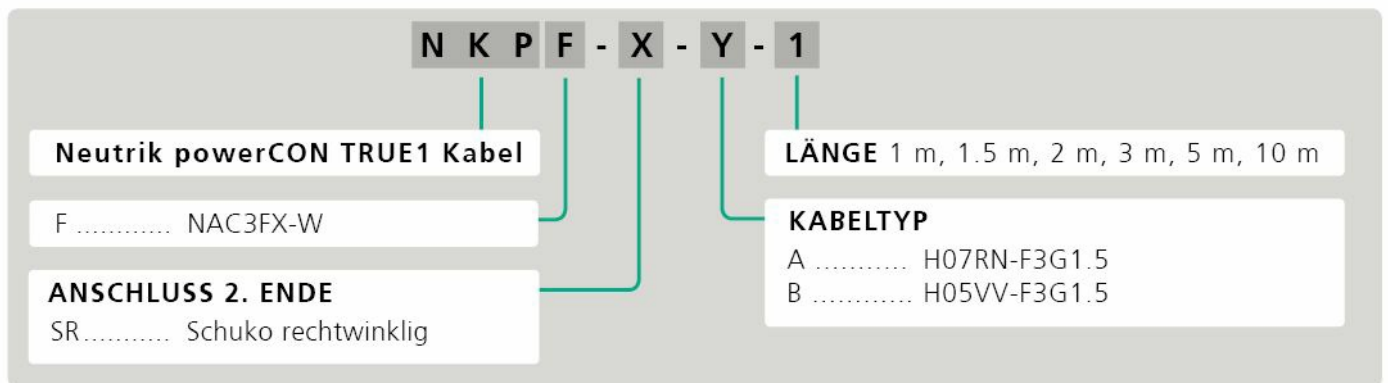 N K P F - X - Y - 1
Neutrik powerCON TRUE1 Kabel
F ............ NAC3FX-W
ANSCHLUSS 2. ENDE
SR........... Schuko rechtwinklig
LÄNGE 1 m, 1.5 m, 2 m, 3 m, 5 m, 10 m
KABELTYP
A ........... H07RN-F3G1.5
B ............ H05VV-F3G1.5